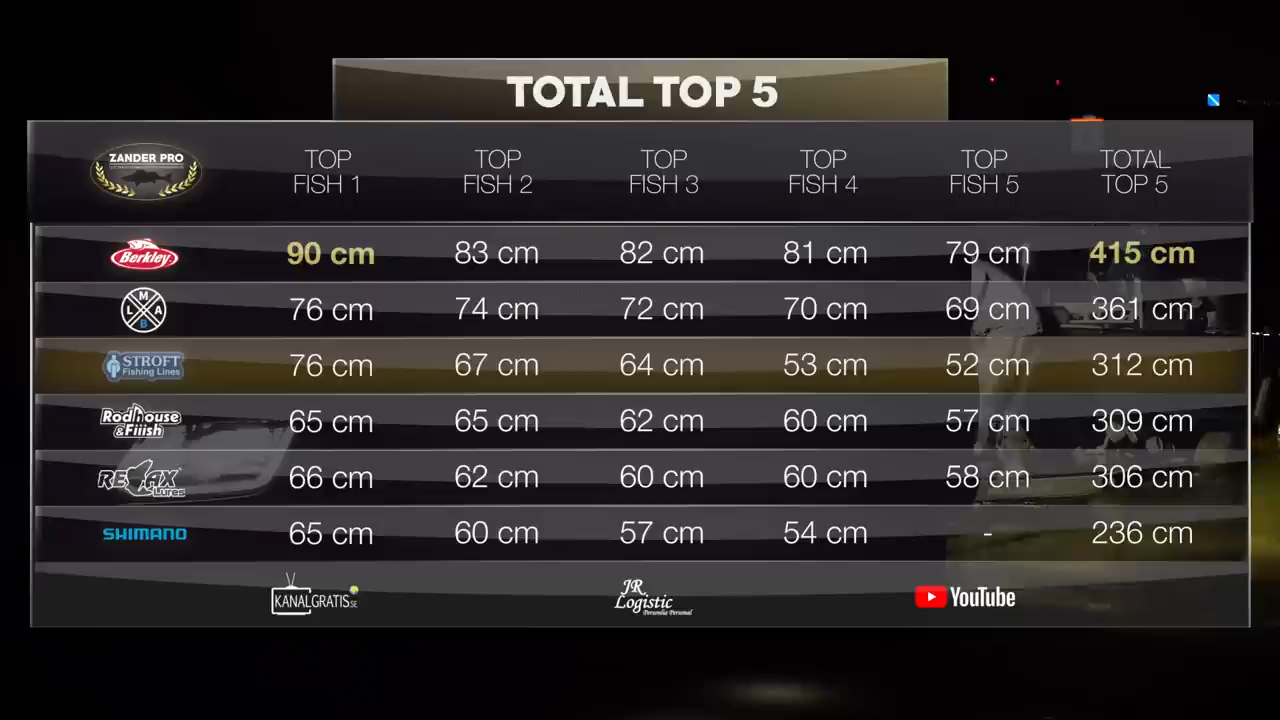 TOTAL TOP 5
ZANDER PRO
TOP FISH 1
TOP FISH 2
TOP FISH 3
TOP FISH 4
TOP FISH 5
TOTAL TOP 5
Berkley 90 cm 83 cm 82 cm 81 cm 79 cm 415 cm
LMAB 76 cm 74 cm 72 cm 70 cm 69 cm 361 cm
STROFT Fishing Lines 76 cm 67 cm 64 cm 53 cm 52 cm 312 cm
Rodhouse &Fiiish 65 cm 65 cm 62 cm 60 cm 57 cm 309 cm
RELAX Lures 66 cm 62 cm 60 cm 60 cm 58 cm 306 cm
SHIMANO 65 cm 60 cm 57 cm 54 cm - 236 cm
KANALGRATIS.SE
JR
Logistic
Personlig Personal
YouTube